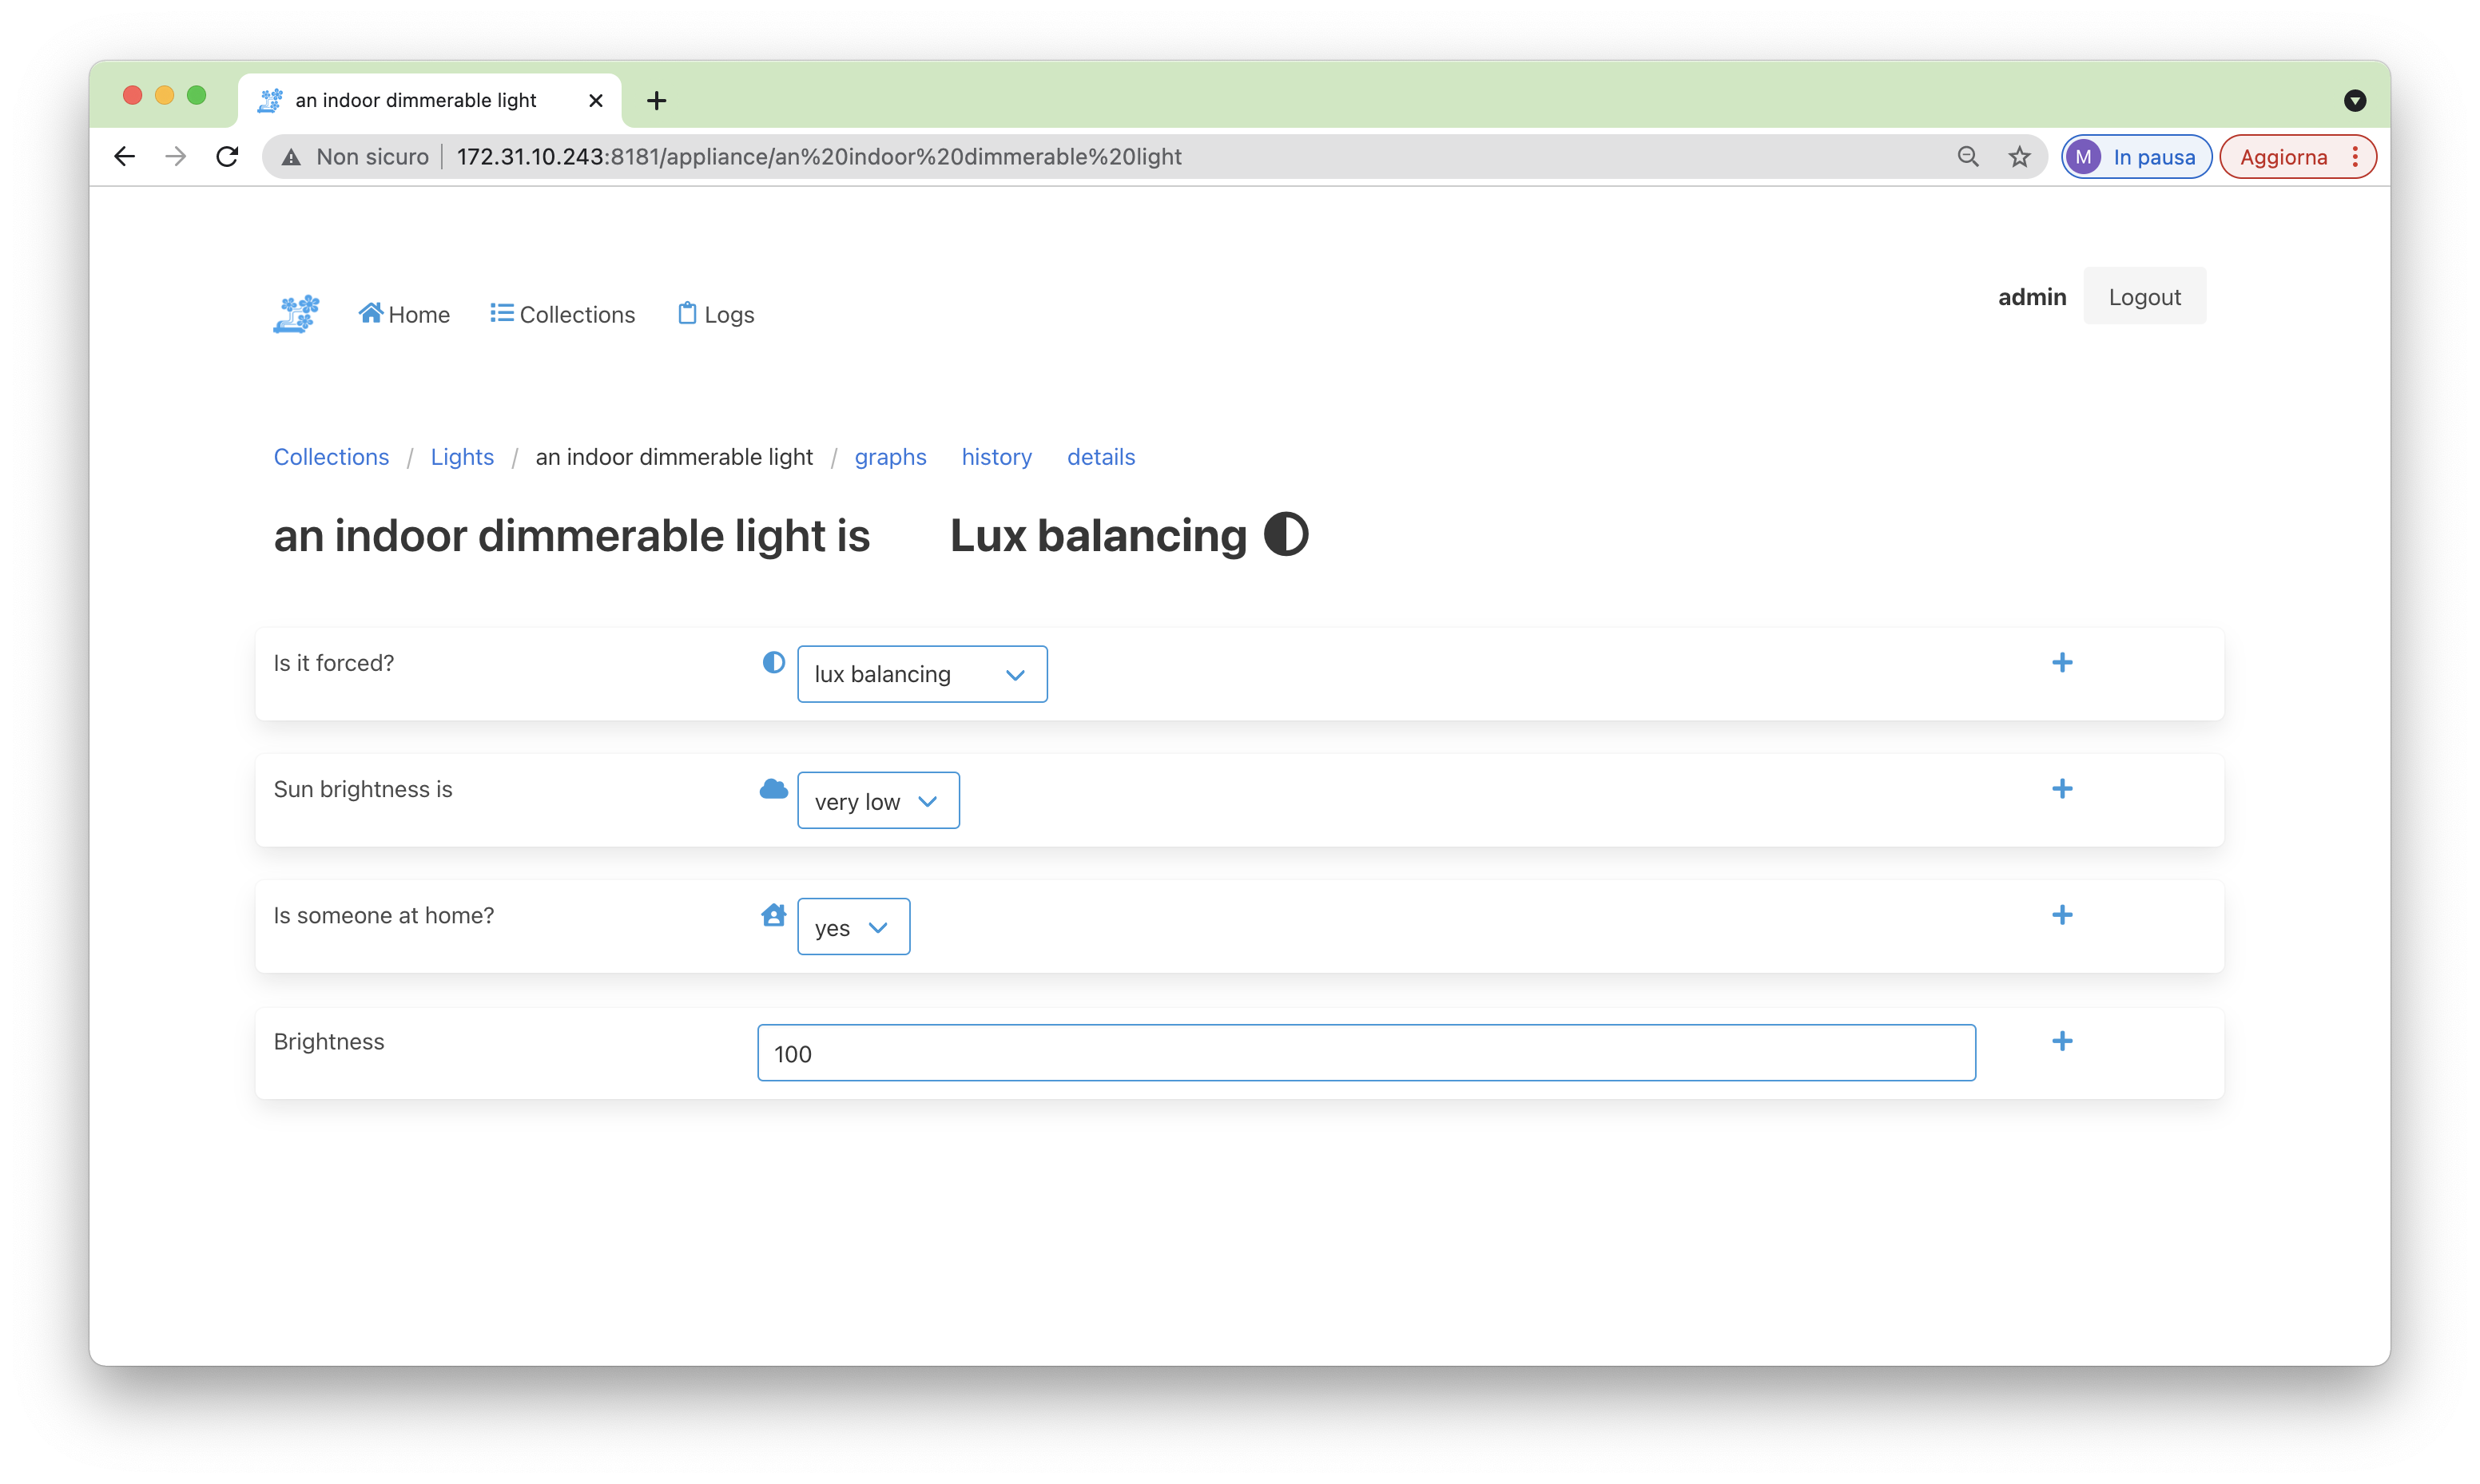 an indoor dimmerable light
Non sicuro 172.31.10.243:8181/appliance/an%20indoor%20dimmerable%20light M In pausa Aggiorna
Home Collections Logs admin Logout
Collections / Lights / an indoor dimmerable light / graphs history details
an indoor dimmerable light is Lux balancing
Is it forced? lux balancing
Sun brightness is very low
Is someone at home? yes
Brightness 100